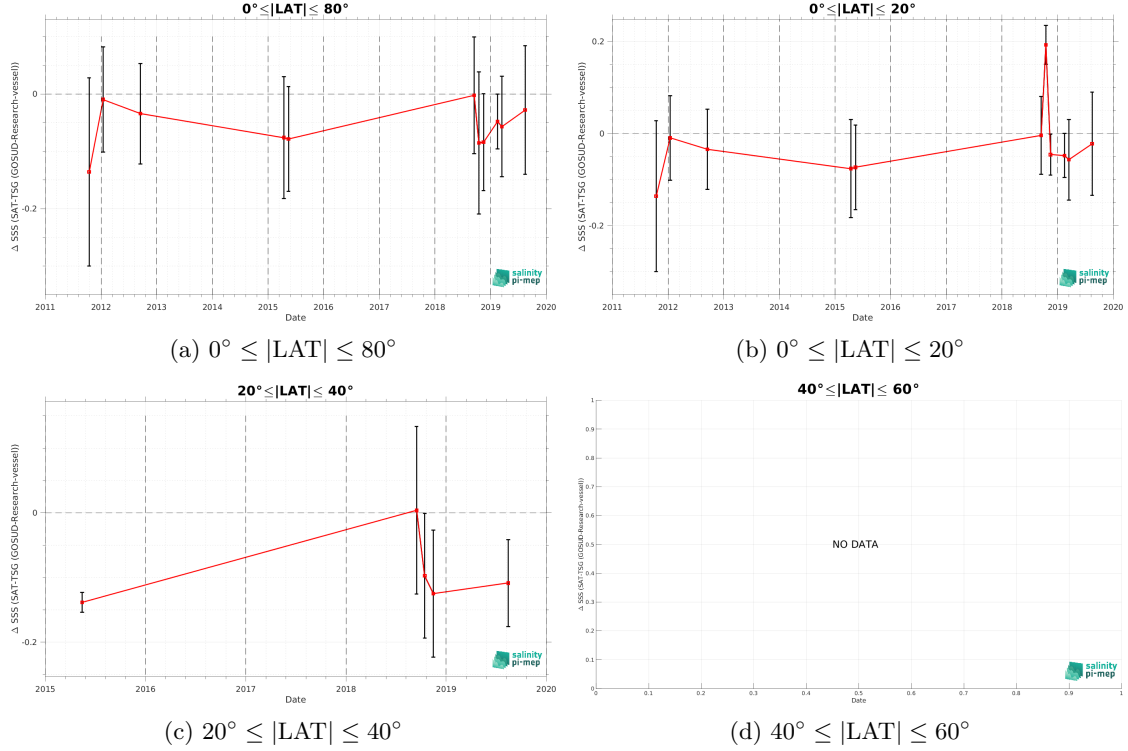 0°≤|LAT|≤ 80°
Δ SSS (SAT-TSG (GOSUD-Research-vessel))
0
-0.2
2011 2012 2013 2014 2015 2016 2017 2018 2019 2020
Date
salinity
pi-mep
(a) 0° ≤ |LAT| ≤ 80°
0°≤|LAT|≤ 20°
Δ SSS (SAT-TSG (GOSUD-Research-vessel))
0.2
0
-0.2
2011 2012 2013 2014 2015 2016 2017 2018 2019 2020
Date
salinity
pi-mep
(b) 0° ≤ |LAT| ≤ 20°
20°≤|LAT|≤ 40°
Δ SSS (SAT-TSG (GOSUD-Research-vessel))
0
-0.2
2015 2016 2017 2018 2019 2020
Date
salinity
pi-mep
(c) 20° ≤ |LAT| ≤ 40°
40°≤|LAT|≤ 60°
Δ SSS (SAT-TSG (GOSUD-Research-vessel))
1
0.9
0.8
0.7
0.6
0.5
0.4
0.3
0.2
0.1
0
NO DATA
0 0.1 0.2 0.3 0.4 0.5 0.6 0.7 0.8 0.9 1
Date
salinity
pi-mep
(d) 40° ≤ |LAT| ≤ 60°